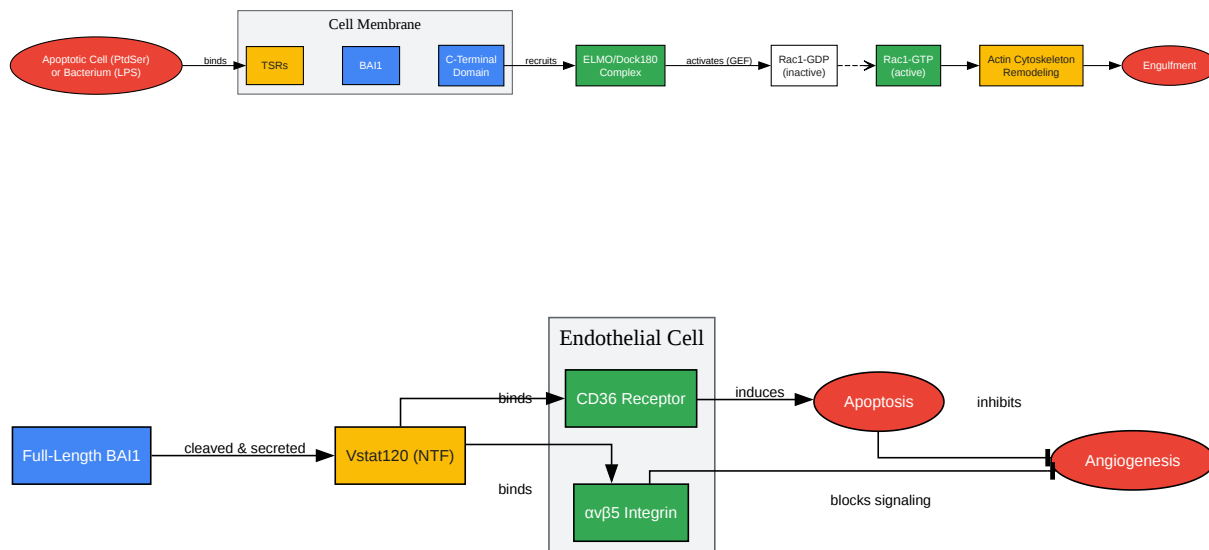 Cell Membrane
Apoptotic Cell (PtdSer)
or Bacterium (LPS)
binds
TSRs
BAI1
C-Terminal
Domain
recruits
ELMO/Dock180
Complex
activates (GEF)
Rac1-GDP
(inactive)
Rac1-GTP
(active)
Actin Cytoskeleton
Remodeling
Engulfment
Endothelial Cell
Full-Length BAI1
cleaved & secreted
Vstat120 (NTF)
binds
CD36 Receptor
induces
Apoptosis
inhibits
Angiogenesis
binds
αvβ5 Integrin
blocks signaling